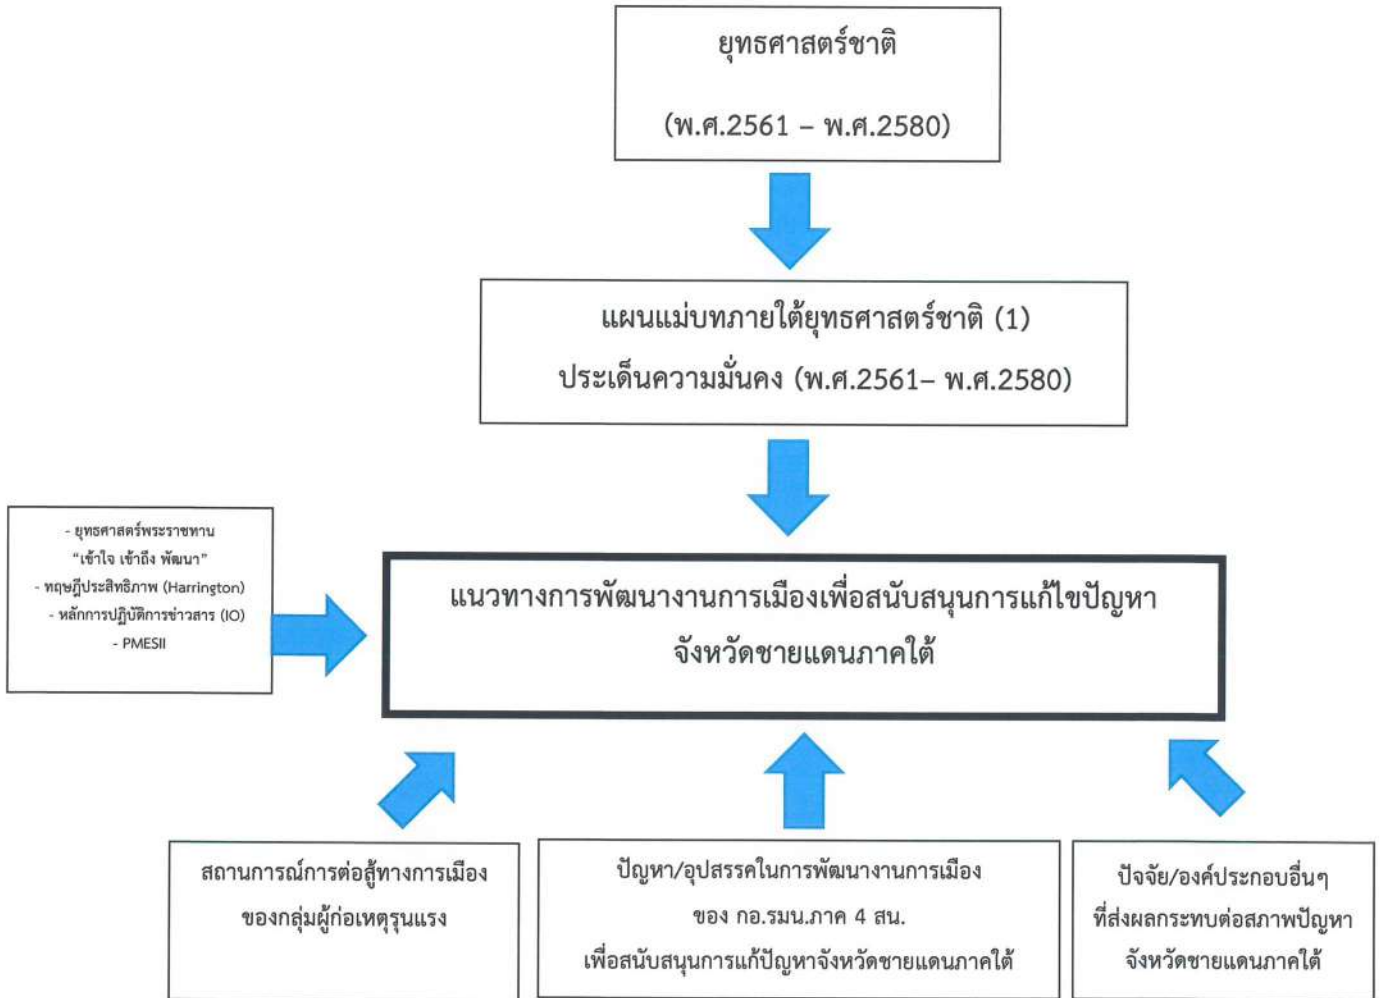 ยุทธศาสตร์ชาติ
(พ.ศ.2561 – พ.ศ.2580)
แผนแม่บทภายใต้ยุทธศาสตร์ชาติ (1)
ประเด็นความมั่นคง (พ.ศ.2561– พ.ศ.2580)
- ยุทธศาสตร์พระราชทาน
“เข้าใจ เข้าถึง พัฒนา”
- ทฤษฎีประสิทธิภาพ (Harrington)
- หลักการปฏิบัติการข่าวสาร (IO)
- PMESII
แนวทางการพัฒนางานการเมืองเพื่อสนับสนุนการแก้ไขปัญหา
จังหวัดชายแดนภาคใต้
สถานการณ์การต่อสู้ทางการเมือง
ของกลุ่มผู้ก่อเหตุรุนแรง
ปัญหา/อุปสรรคในการพัฒนางานการเมือง
ของ กอ.รมน.ภาค 4 สน.
เพื่อสนับสนุนการแก้ปัญหาจังหวัดชายแดนภาคใต้
ปัจจัย/องค์ประกอบอื่นๆ
ที่ส่งผลกระทบต่อสภาพปัญหา
จังหวัดชายแดนภาคใต้